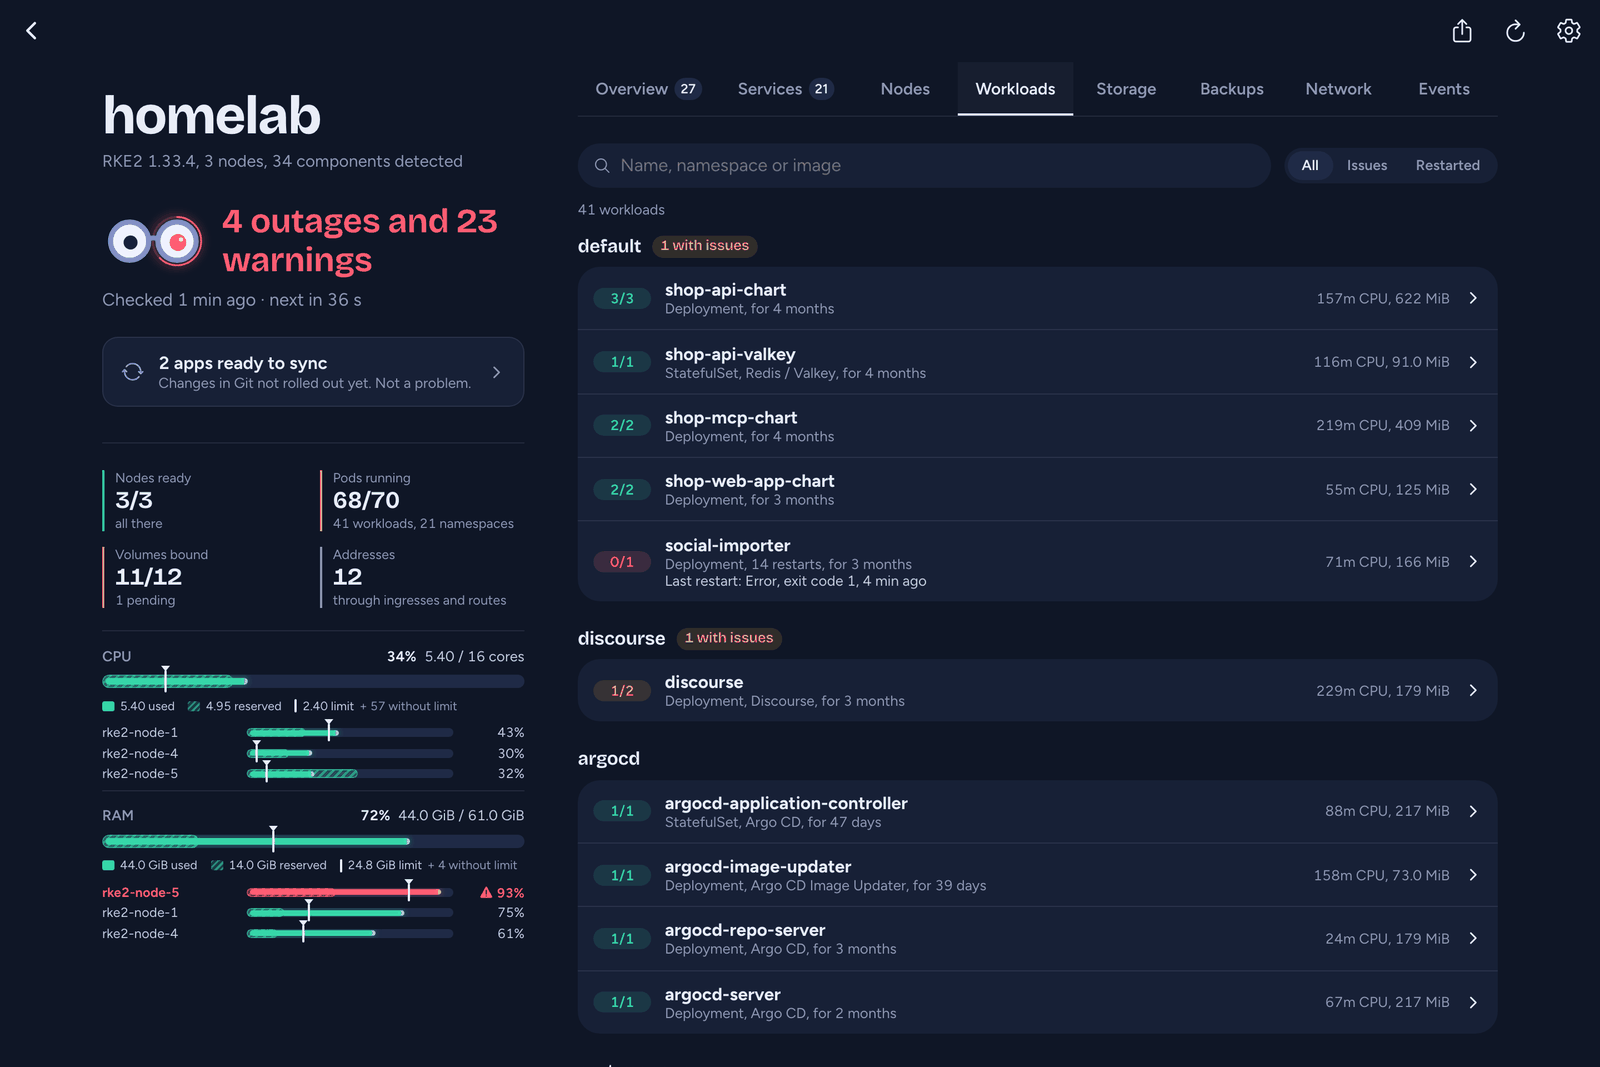 homelab
RKE2 1.33.4, 3 nodes, 34 components detected
4 outages and 23
warnings
Checked 1 min ago · next in 36 s
2 apps ready to sync
Changes in Git not rolled out yet. Not a problem.
Nodes ready
3/3
all there
Pods running
68/70
41 workloads, 21 namespaces
Volumes bound
11/12
1 pending
Addresses
12
through ingresses and routes
CPU 34% 5.40 / 16 cores
5.40 used 4.95 reserved 2.40 limit + 57 without limit
rke2-node-1 43%
rke2-node-4 30%
rke2-node-5 32%
RAM 72% 44.0 GiB / 61.0 GiB
44.0 GiB used 14.0 GiB reserved 24.8 GiB limit + 4 without limit
rke2-node-5 93%
rke2-node-1 75%
rke2-node-4 61%
Overview 27 Services 21 Nodes Workloads Storage Backups Network Events
Name, namespace or image
All Issues Restarted
41 workloads
default 1 with issues
3/3 shop-api-chart 157m CPU, 622 MiB
Deployment, for 4 months
1/1 shop-api-valkey 116m CPU, 91.0 MiB
StatefulSet, Redis / Valkey, for 4 months
2/2 shop-mcp-chart 219m CPU, 409 MiB
Deployment, for 4 months
2/2 shop-web-app-chart 55m CPU, 125 MiB
Deployment, for 3 months
0/1 social-importer 71m CPU, 166 MiB
Deployment, 14 restarts, for 3 months
Last restart: Error, exit code 1, 4 min ago
discourse 1 with issues
1/2 discourse 229m CPU, 179 MiB
Deployment, Discourse, for 3 months
argocd
1/1 argocd-application-controller 88m CPU, 217 MiB
StatefulSet, Argo CD, for 47 days
1/1 argocd-image-updater 158m CPU, 73.0 MiB
Deployment, Argo CD Image Updater, for 39 days
1/1 argocd-repo-server 24m CPU, 179 MiB
Deployment, Argo CD, for 3 months
1/1 argocd-server 67m CPU, 217 MiB
Deployment, Argo CD, for 2 months